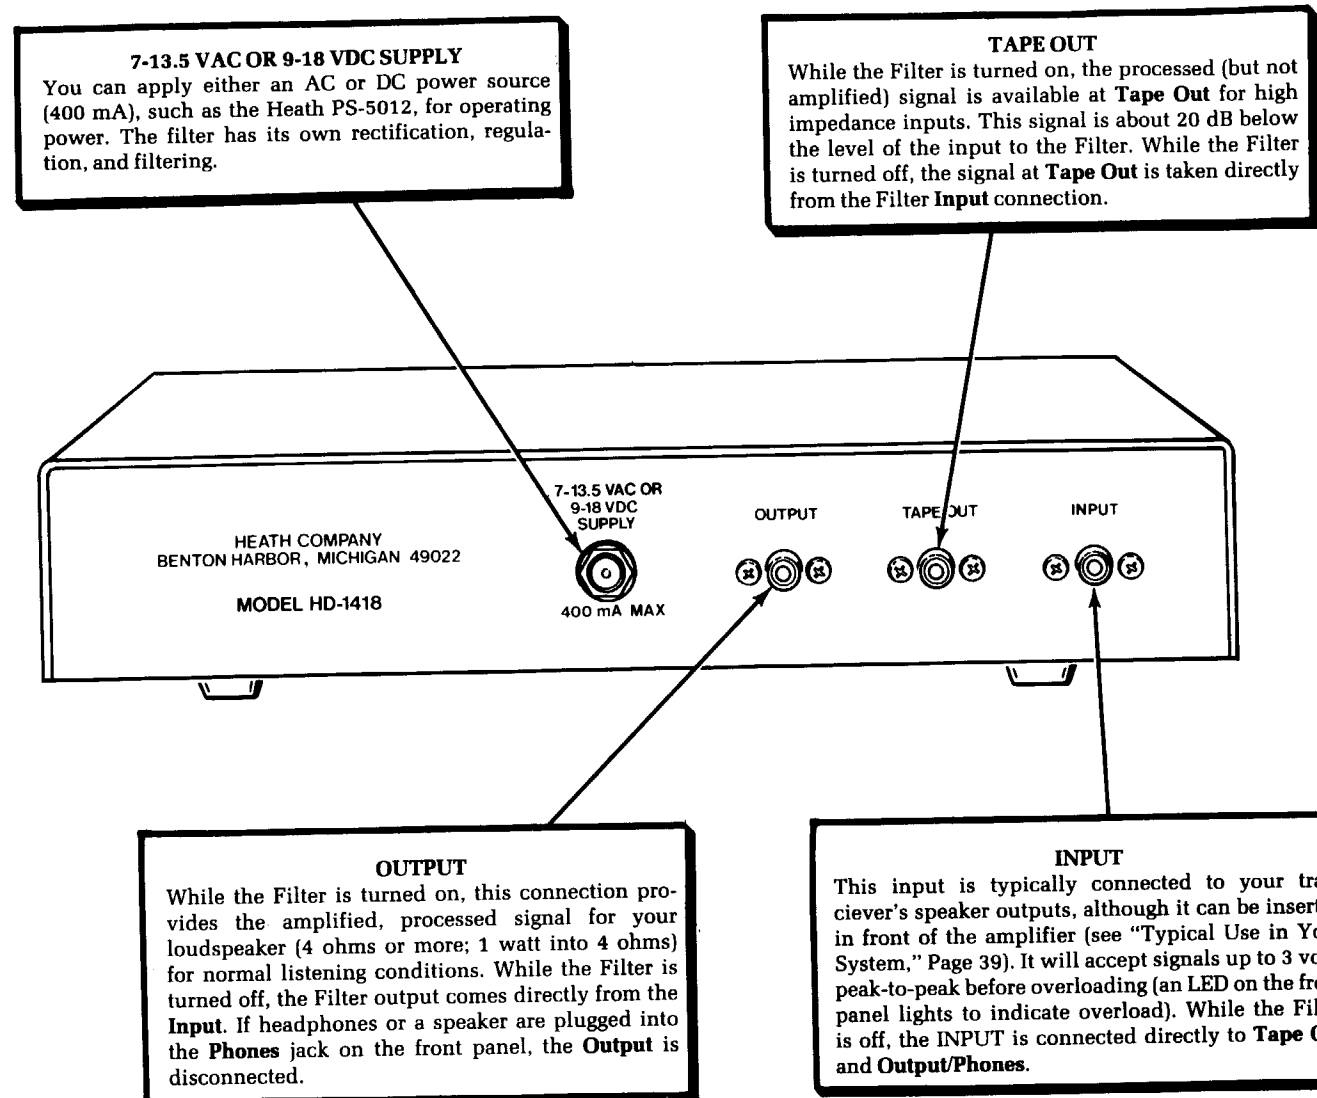 7-13.5 VAC OR 9-18 VDC SUPPLY
You can apply either an AC or DC power source
(400 mA), such as the Heath PS-5012, for operating
power. The filter has its own rectification, regula-
tion, and filtering.
TAPE OUT
While the Filter is turned on, the processed (but not
amplified) signal is available at Tape Out for high
impedance inputs. This signal is about 20 dB below
the level of the input to the Filter. While the Filter
is turned off, the signal at Tape Out is taken directly
from the Filter Input connection.
HEATH COMPANY
BENTON HARBOR, MICHIGAN 49022
MODEL HD-1418
7-13.5 VAC OR
9-18 VDC
SUPPLY
400 mA MAX
OUTPUT
TAPE OUT
INPUT
OUTPUT
While the Filter is turned on, this connection pro-
vides the amplified, processed signal for your
loudspeaker (4 ohms or more; 1 watt into 4 ohms)
for normal listening conditions. While the Filter is
turned off, the Filter output comes directly from the
Input. If headphones or a speaker are plugged into
the Phones jack on the front panel, the Output is
disconnected.
INPUT
This input is typically connected to your
ciever's speaker outputs, although it can be
in front of the amplifier (see "Typical Use in
System," Page 39). It will accept signals up to 3
peak-to-peak before overloading (an LED on the
panel lights to indicate overload). While the
is off, the INPUT is connected directly to Tape
and Output/Phones.